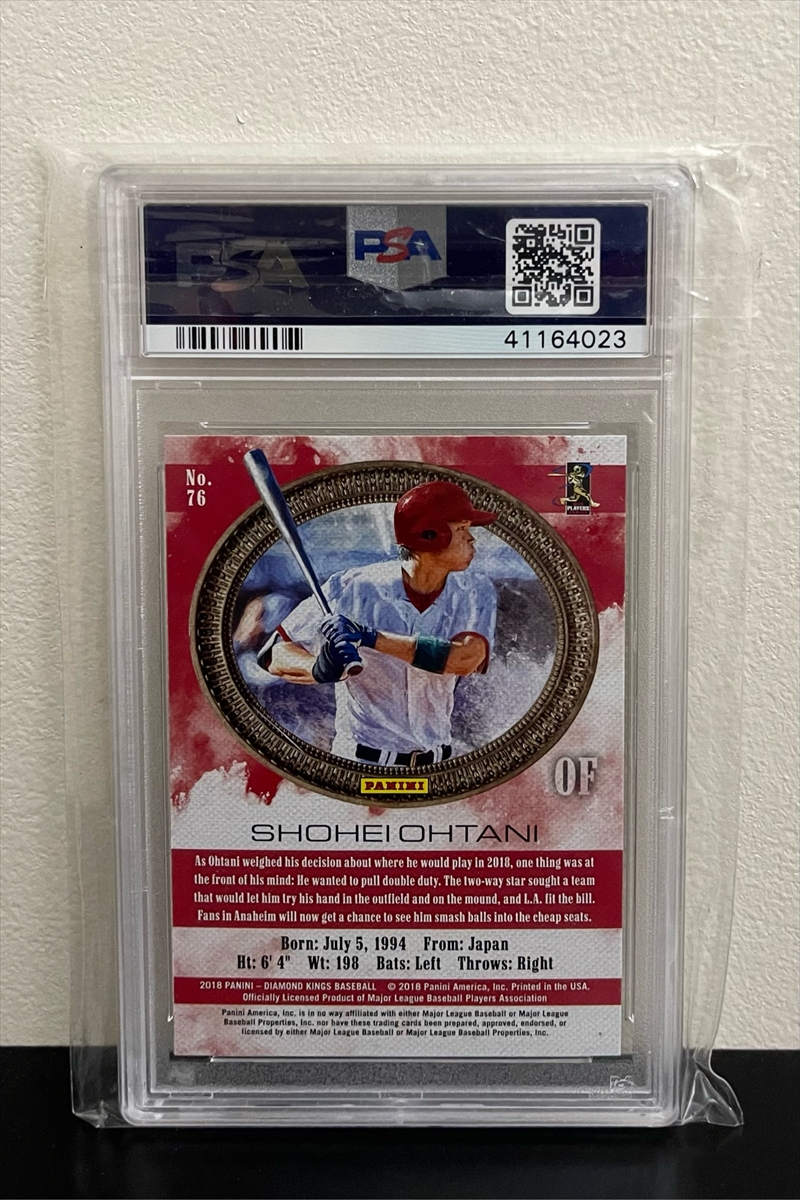 PSA
PSA
41164023
No.
76
PLAYERS
OF
PANINI
SHOHEI OHTANI
As Ohtani weighed his decision about where he would play in 2018, one thing was at
the front of his mind: He wanted to pull double duty. The two-way star sought a team
that would let him try his hand in the outfield and on the mound, and L.A. fit the bill.
Fans in Anaheim will now get a chance to see him smash balls into the cheap seats.
Born: July 5, 1994 From: Japan
Ht: 6' 4" Wt: 198 Bats: Left Throws: Right
2018 PANINI – DIAMOND KINGS BASEBALL © 2018 Panini America, Inc. Printed in the USA.
Officially Licensed Product of Major League Baseball Players Association
Panini America, Inc. is in no way affiliated with either Major League Baseball or Major League
Baseball Properties, Inc. nor have these trading cards been prepared, approved, endorsed, or
licensed by either Major League Baseball or Major League Baseball Properties, Inc.